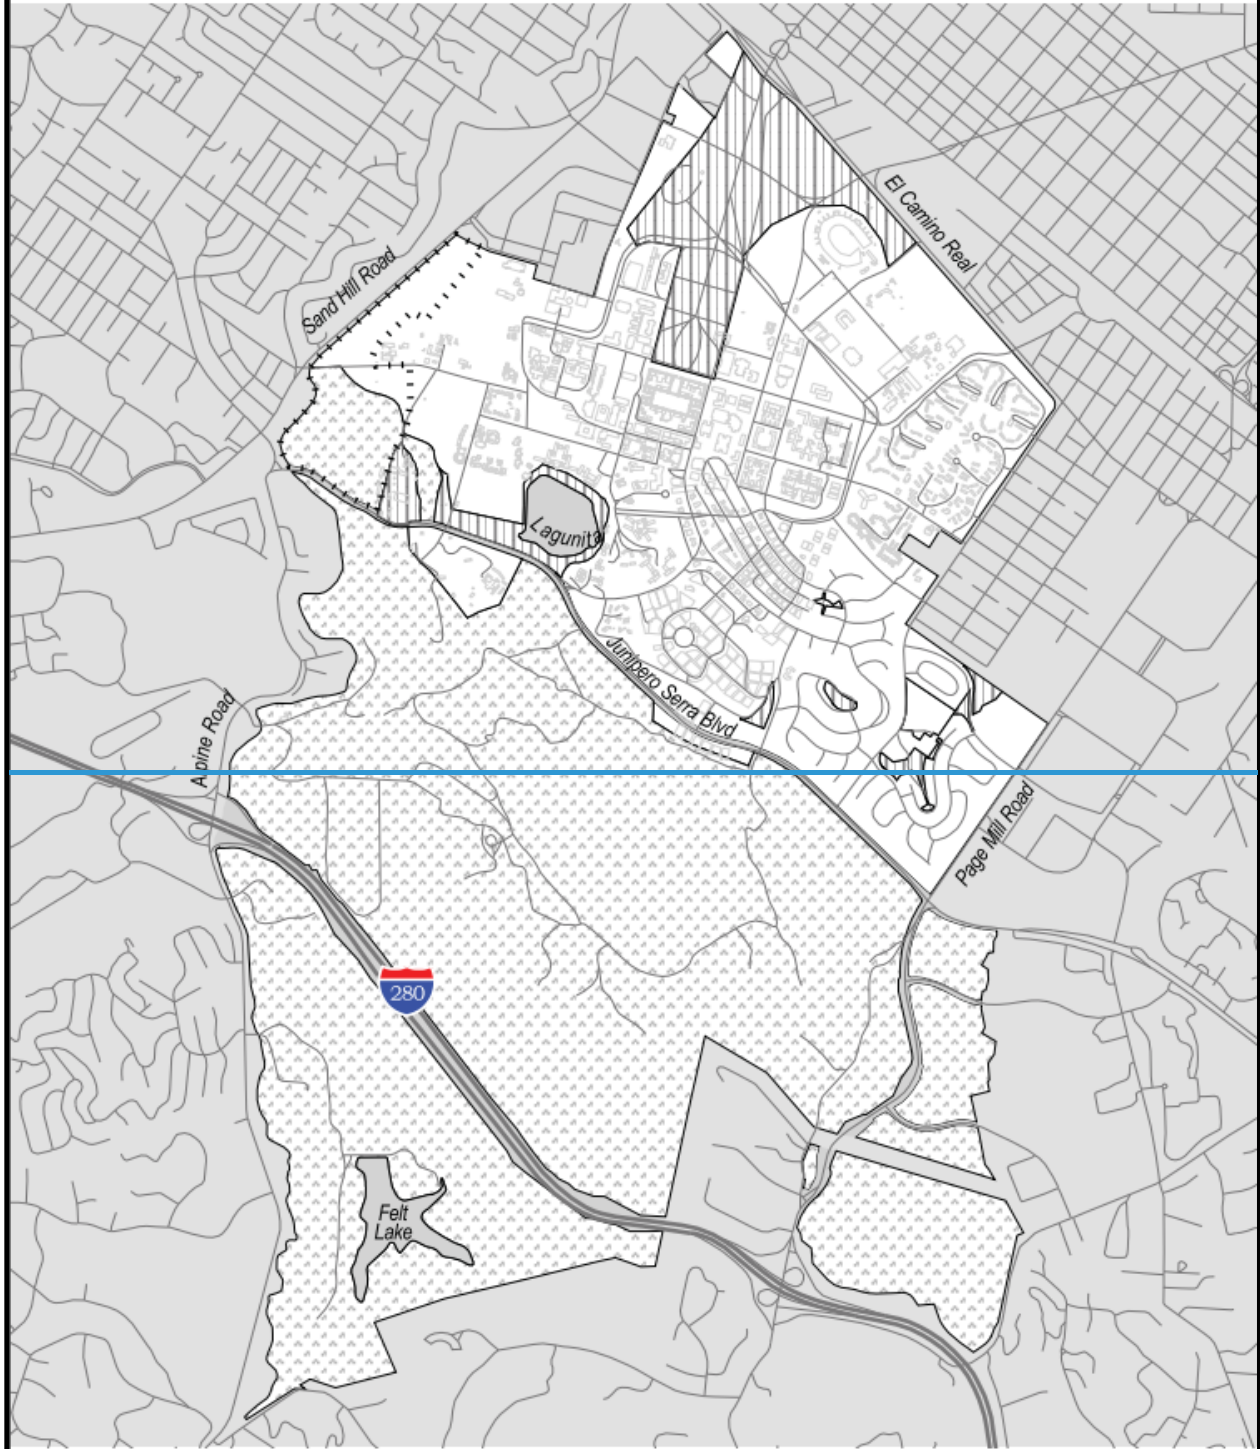 El Camino Real
Sand Hill Road
Lagunita
Junipero Serra Blvd
Alpine Road
Page Mill Road
280
Felt
Lake